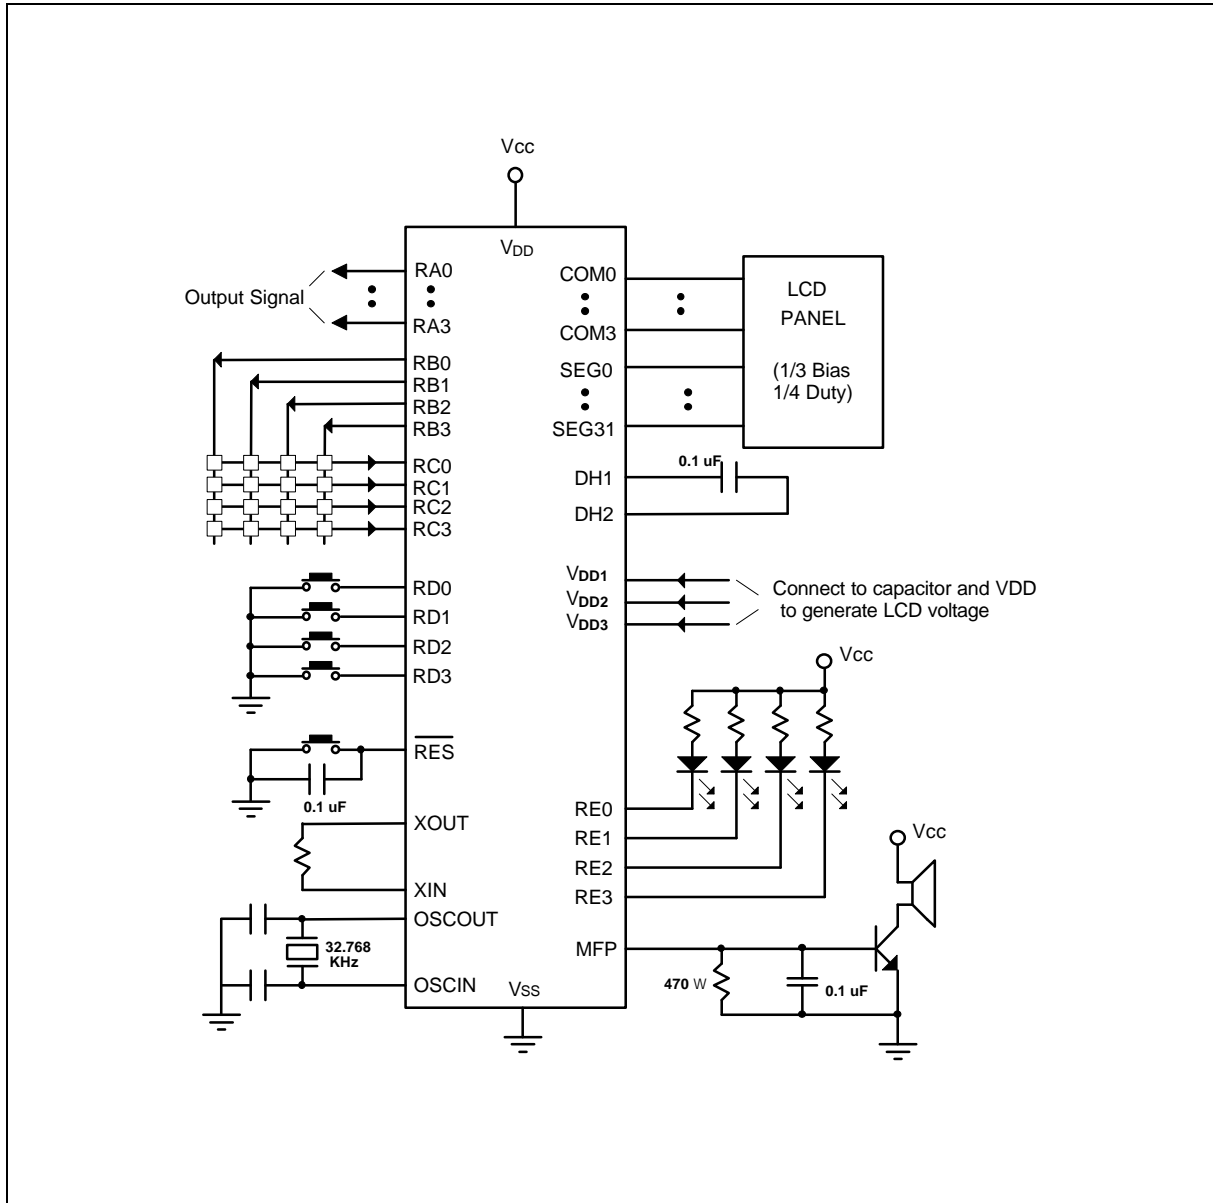 Vcc
VDD
Output Signal
RA0
RA3
RB0
RB1
RB2
RB3
RC0
RC1
RC2
RC3
RD0
RD1
RD2
RD3
RES
0.1 uF
XOUT
XIN
OSCOUT
32.768
KHz
OSCIN
VSS
COM0
COM3
SEG0
SEG31
LCD
PANEL
(1/3 Bias
1/4 Duty)
DH1
0.1 uF
DH2
VDD1
VDD2
VDD3
Connect to capacitor and VDD
to generate LCD voltage
Vcc
RE0
RE1
RE2
RE3
Vcc
MFP
470 W
0.1 uF